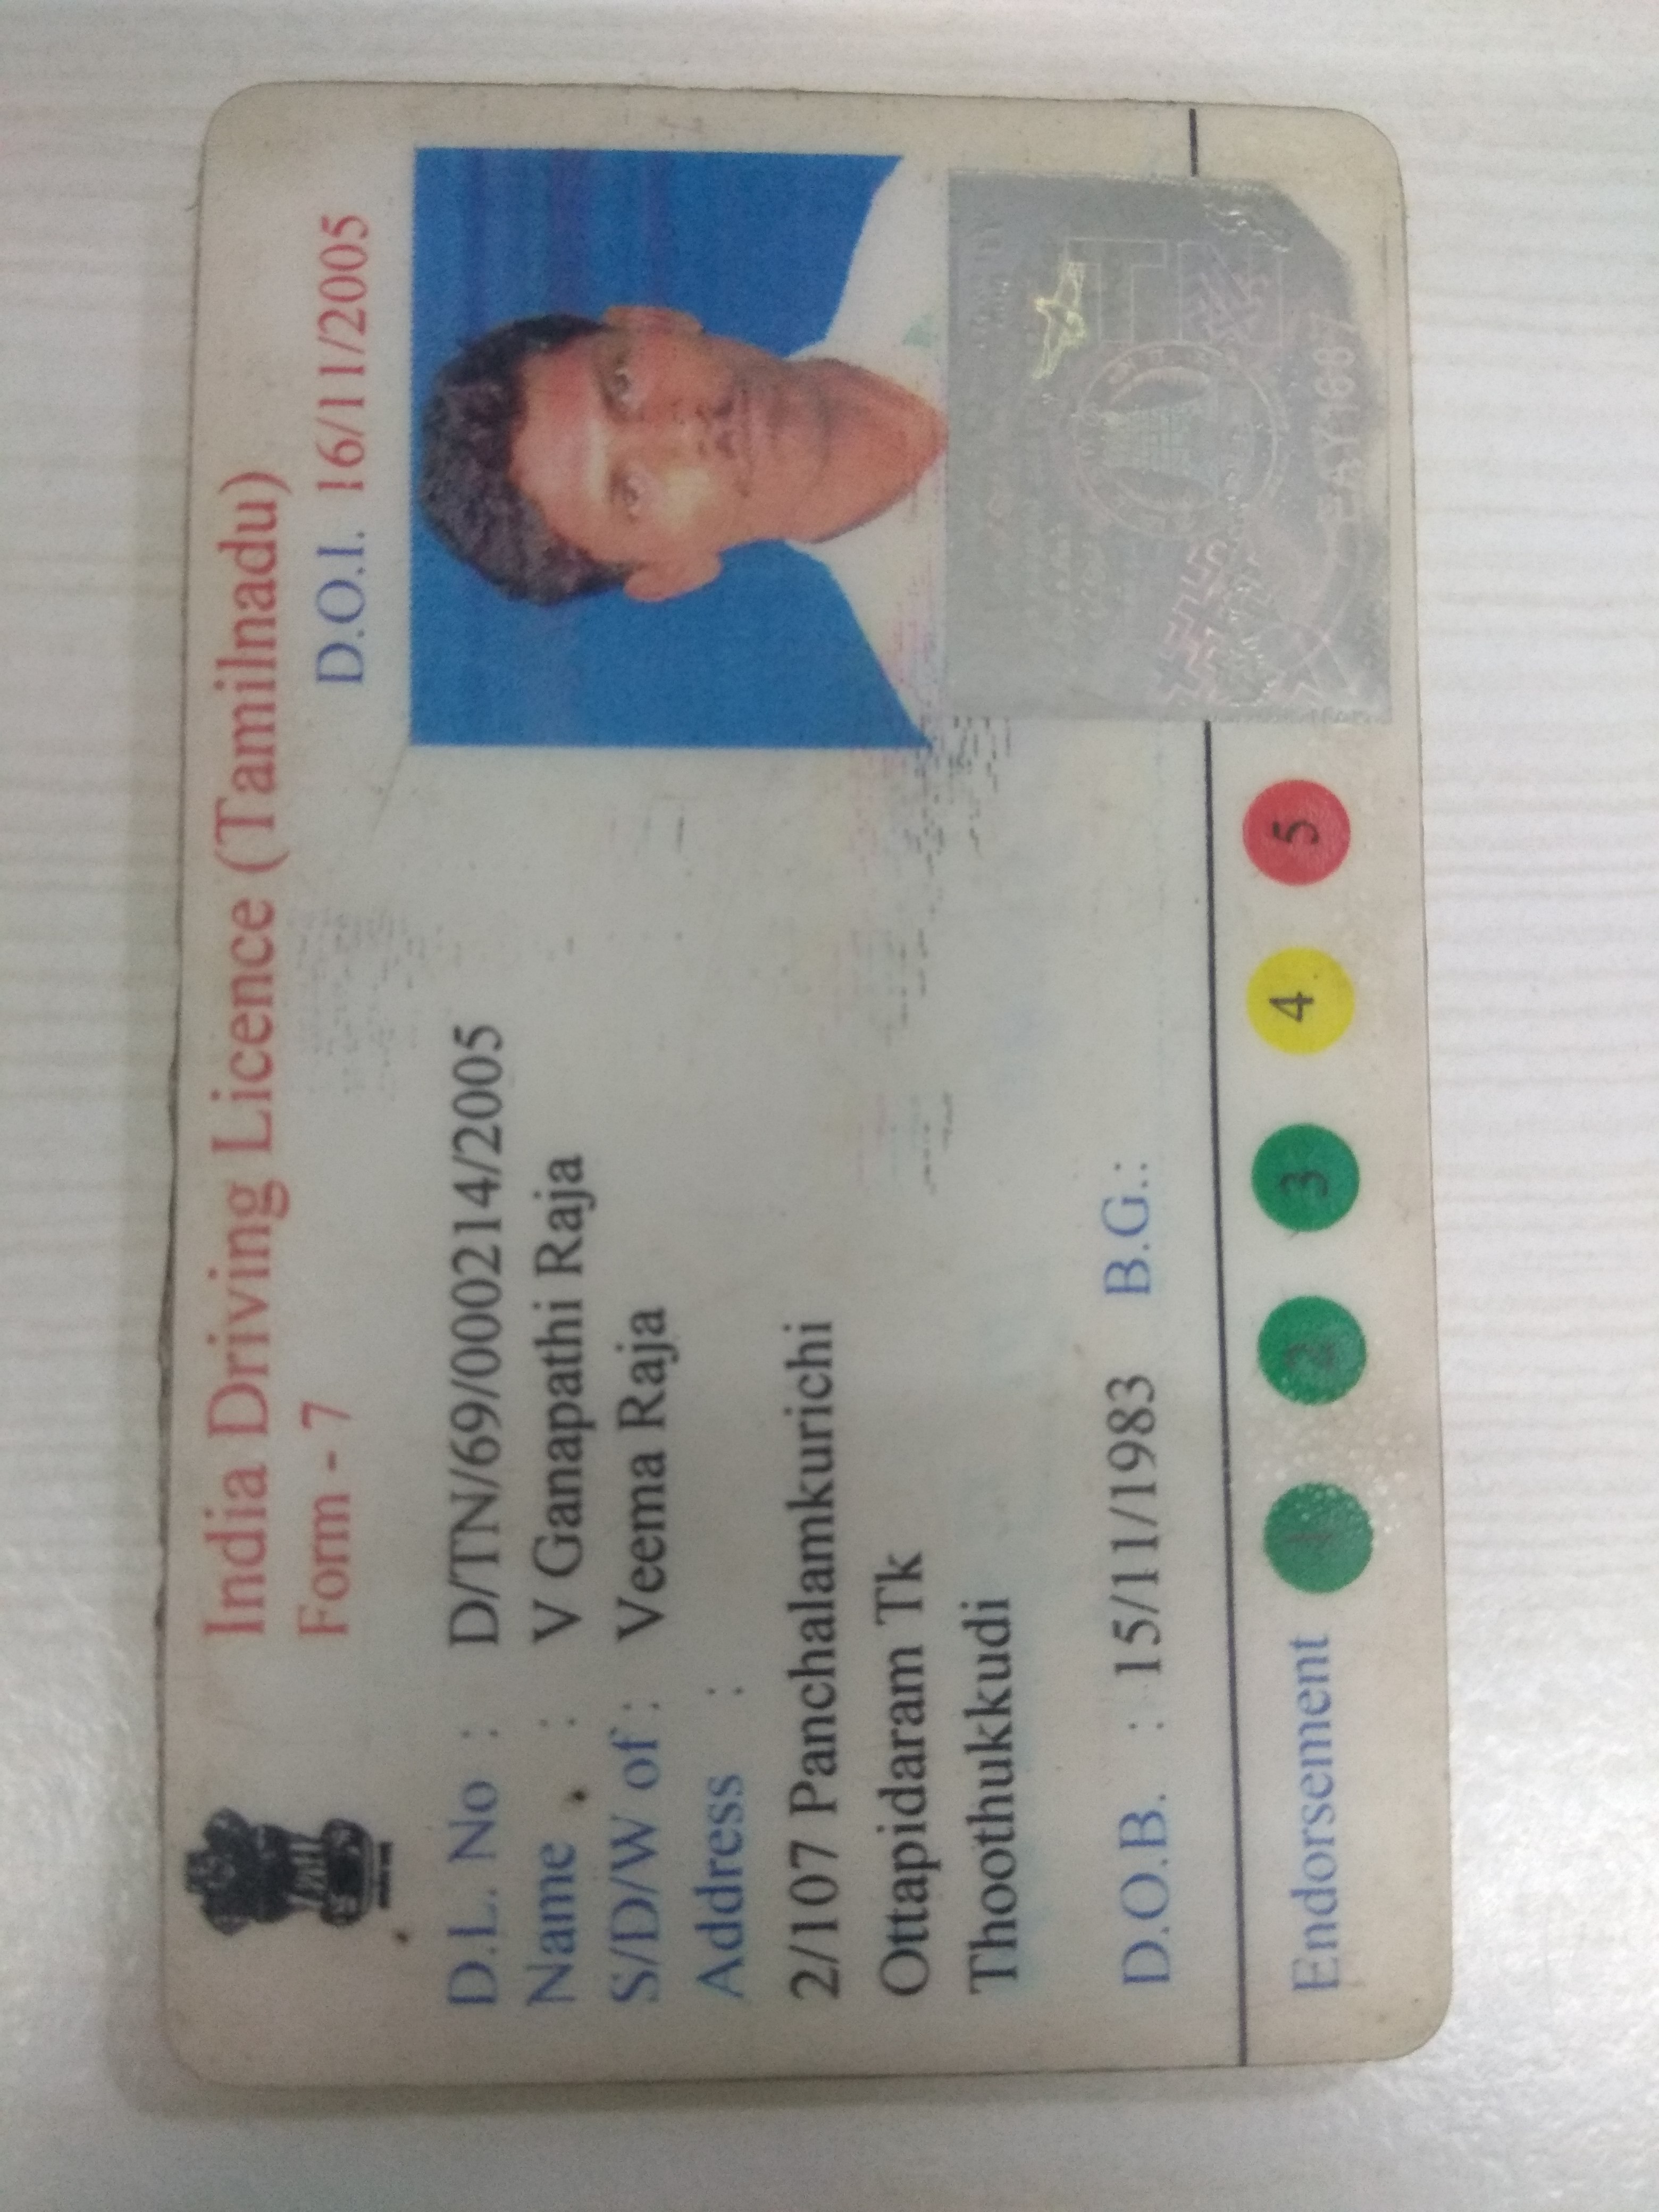 India Driving Licence (Tamilnadu)
Form - 7
D.O.I. 16/11/2005
D.L. No : D/TN/69/000214/2005
Name : V Ganapathi Raja
S/D/W of : Veema Raja
Address :
2/107 Panchalamkurichi
Ottapidaram Tk
Thoothukkudi
D.O.B. : 15/11/1983 B.G.:
Endorsement 1 2 3 4 5
TN